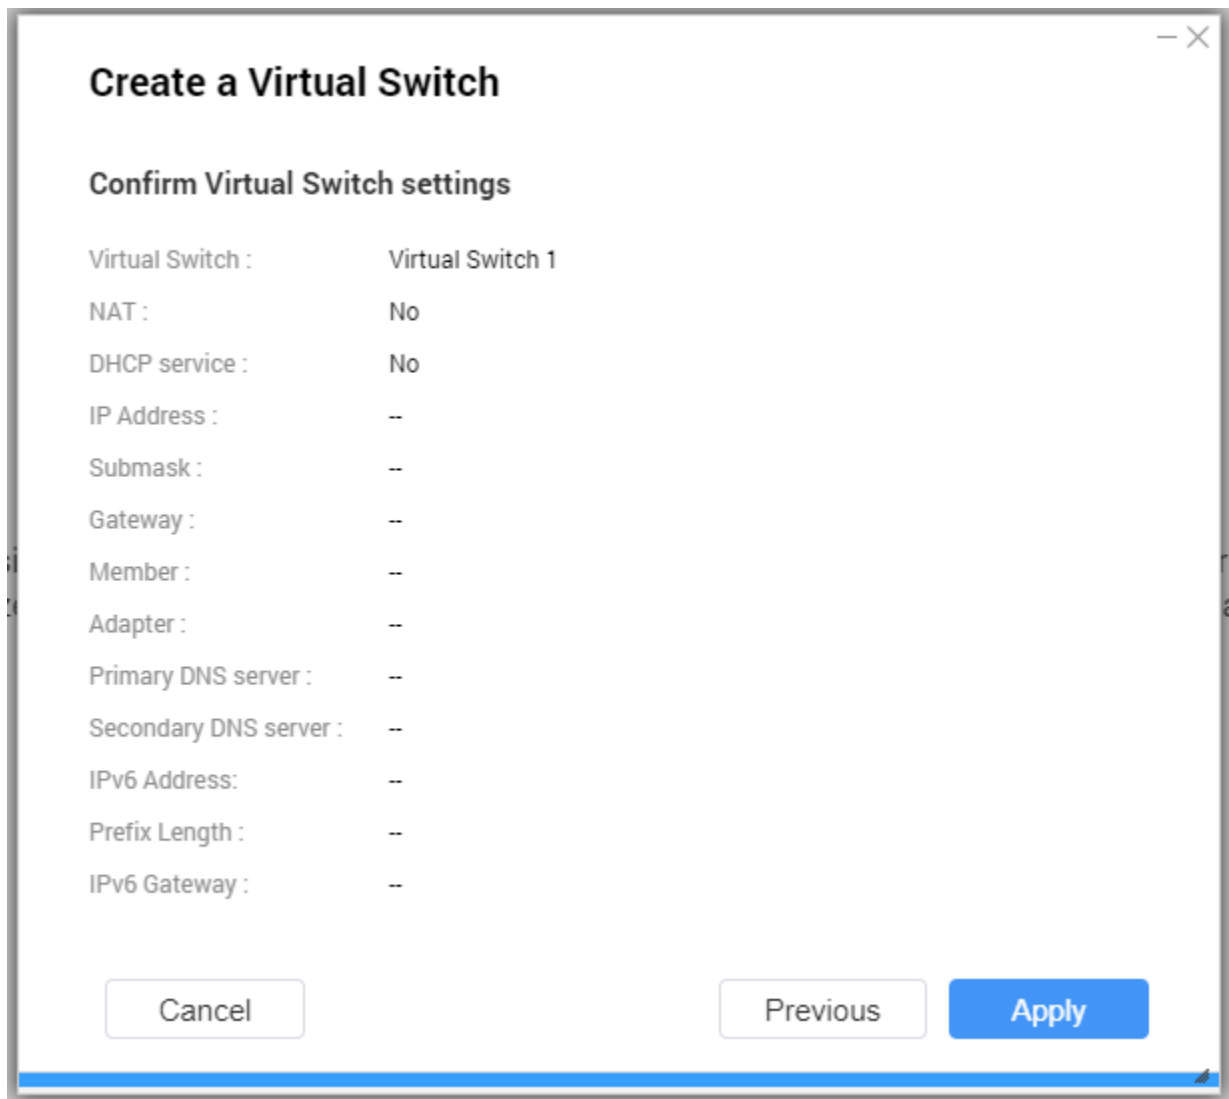 Create a Virtual Switch
Confirm Virtual Switch settings
Virtual Switch : Virtual Switch 1
NAT : No
DHCP service : No
IP Address : --
Submask : --
Gateway : --
Member : --
Adapter : --
Primary DNS server : --
Secondary DNS server : --
IPv6 Address: --
Prefix Length : --
IPv6 Gateway : --
Cancel Previous Apply